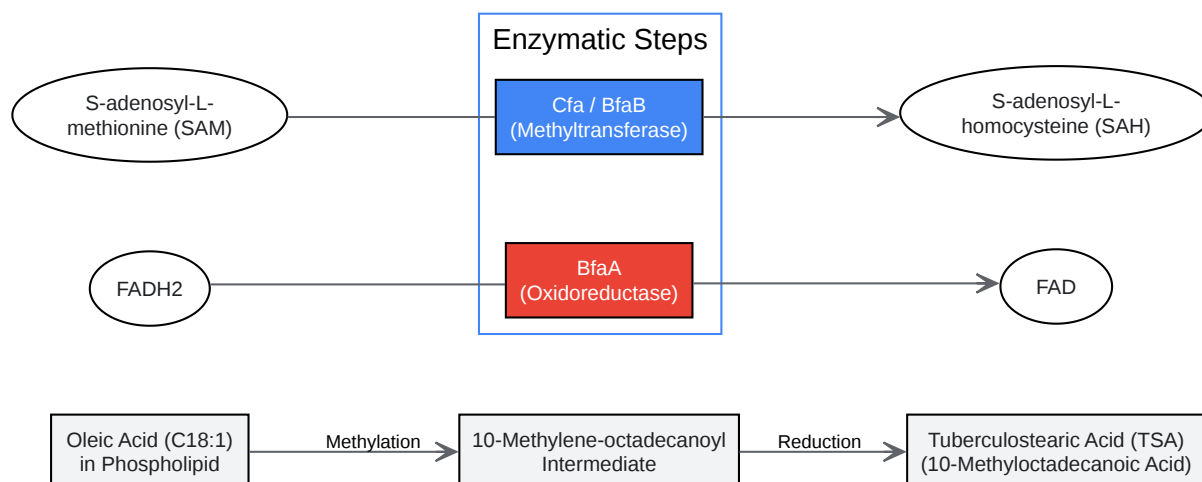 Enzymatic Steps
S-adenosyl-L-
methionine (SAM)
Cfa / BfaB
(Methyltransferase)
S-adenosyl-L-
homocysteine (SAH)
FADH2
BfaA
(Oxidoreductase)
FAD
Oleic Acid (C18:1)
in Phospholipid
Methylation
10-Methylene-octadecanoyl
Intermediate
Reduction
Tuberculostearic Acid (TSA)
(10-Methyloctadecanoic Acid)